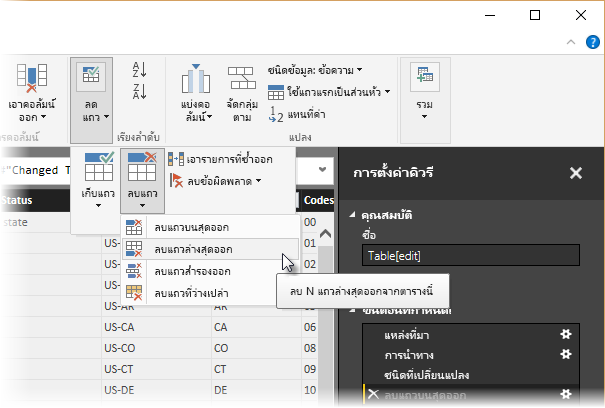 เอาคอลัมน์
ออก
ลด
แถว
A
Z
Z
A
เรียงลำดับ
แบ่งคอ
ลัมน์
จัดกลุ่ม
ตาม
ชนิดข้อมูล: ข้อความ
ใช้แถวแรกเป็นส่วนหัว
1
2
แทนที่ค่า
แปลง
รวม
?
"Changed T
เก็บแถว
ลบแถว
เอารายการที่ซ้ำออก
ลบข้อผิดพลาด
Status
Codes
state
00
ลบแถวบนสุดออก
ลบแถวล่างสุดออก
ลบแถวสำรองออก
ลบแถวที่ว่างเปล่า
ลบ N แถวล่างสุดออกจากตารางนี้
US-
01
US-
02
US-
US-AR
AR
US-CA
CA
06
US-CO
CO
08
US-CT
CT
09
US-DE
DE
10
การตั้งค่าคิวรี
คุณสมบัติ
ชื่อ
Table[edit]
แหล่งที่มา
การนำทาง
ชนิดที่เปลี่ยนแปลง
ลบแถวบนสุดออก